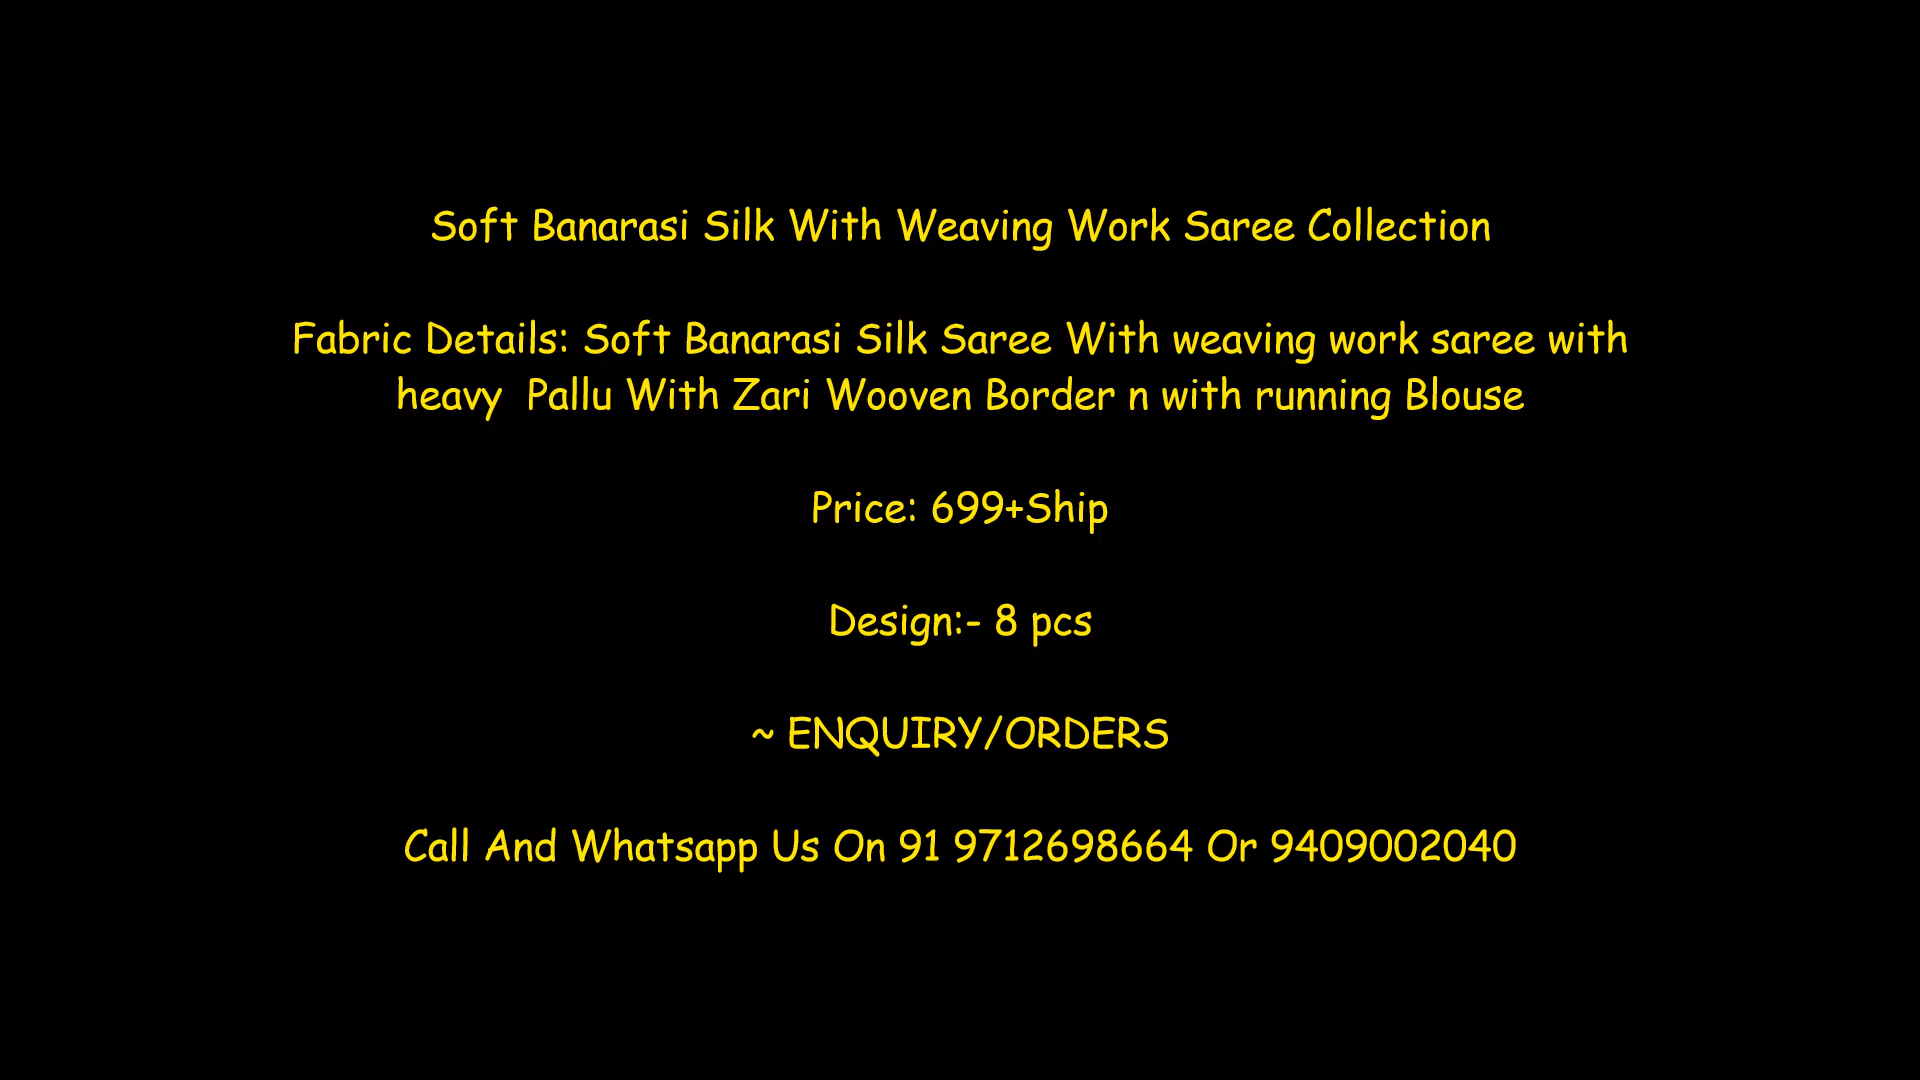 Soft Banarasi Silk With Weaving Work Saree Collection
Fabric Details: Soft Banarasi Silk Saree With weaving work saree with
heavy  Pallu With Zari Wooven Border n with running Blouse
Price: 699+Ship
Design:- 8 pcs
~ ENQUIRY/ORDERS
Call And Whatsapp Us On 91 9712698664 Or 9409002040